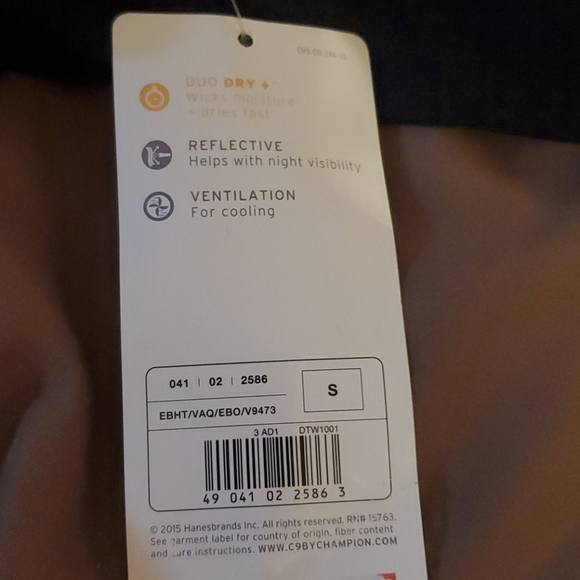 DUO DRY +™
Wicks moisture
+ dries fast
REFLECTIVE
Helps with night visibility
VENTILATION
For cooling
041 | 02 | 2586
S
EBHT/VAQ/EBO/V9473
3 AD1 DTW1001
49 041 02 2586 3
© 2015 Hanesbrands Inc. All rights reserved. RN# 15763.
See garment label for country of origin, fiber content
and care instructions. WWW.C9BYCHAMPION.COM